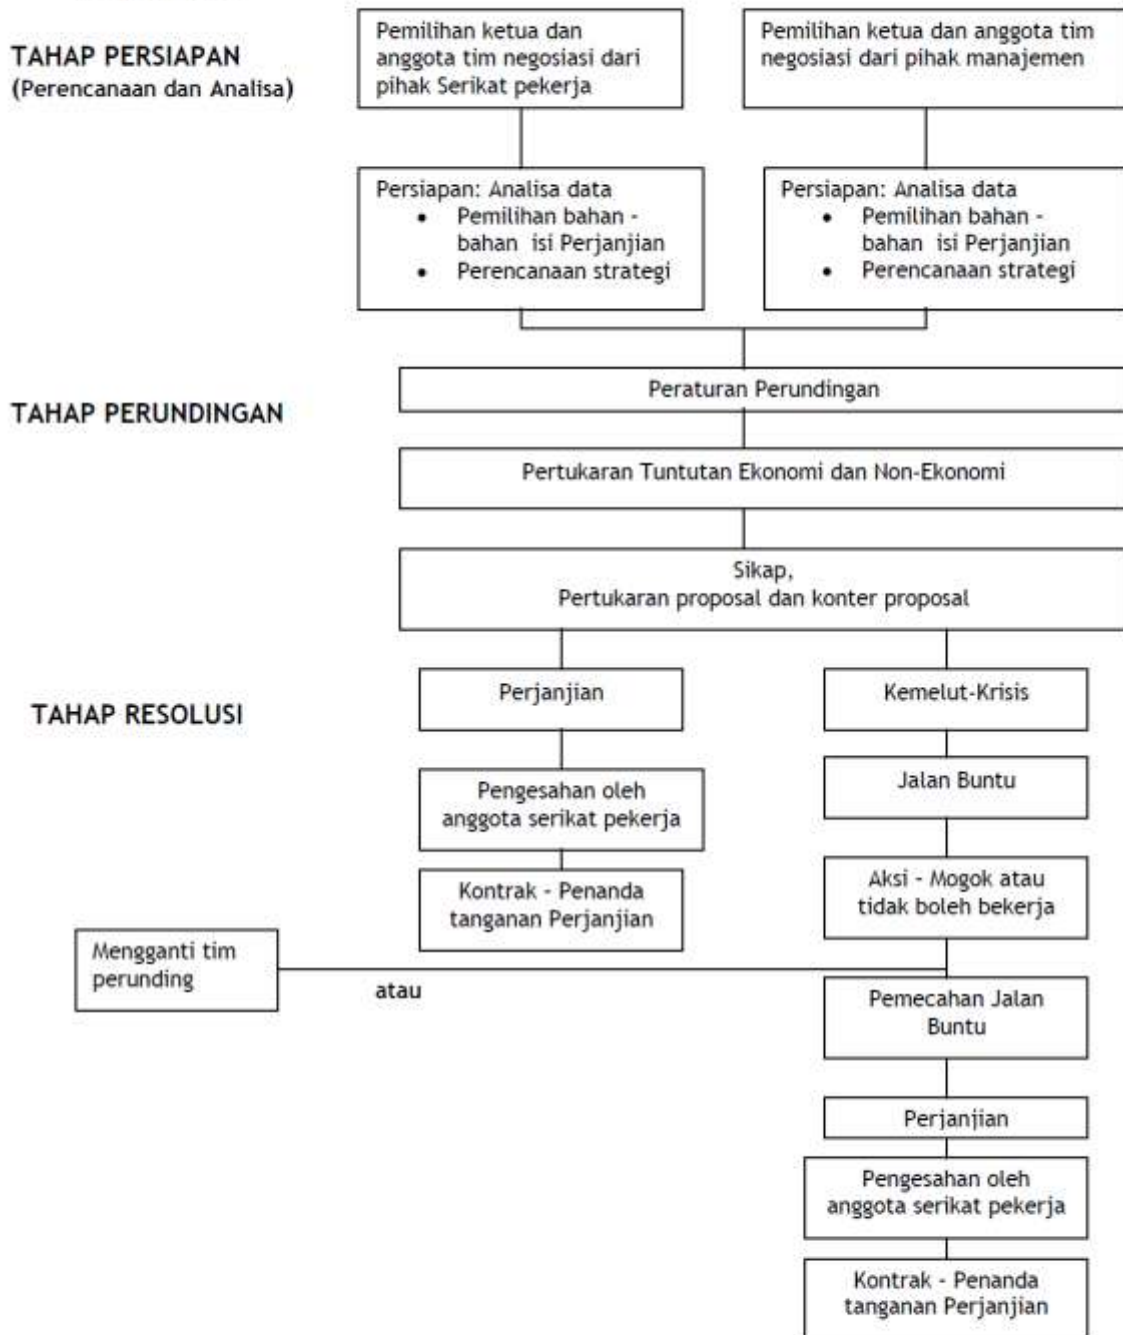 TAHAP PERSIAPAN
(Perencanaan dan Analisa)
Pemilihan ketua dan
anggota tim negosiasi dari
pihak Serikat pekerja
Pemilihan ketua dan anggota tim
negosiasi dari pihak manajemen
Persiapan: Analisa data
• Pemilihan bahan -
bahan isi Perjanjian
• Perencanaan strategi
Persiapan: Analisa data
• Pemilihan bahan -
bahan isi Perjanjian
• Perencanaan strategi
TAHAP PERUNDINGAN
Peraturan Perundingan
Pertukaran Tuntutan Ekonomi dan Non-Ekonomi
Sikap,
Pertukaran proposal dan konter proposal
TAHAP RESOLUSI
Perjanjian
Pengesahan oleh
anggota serikat pekerja
Kontrak - Penanda
tanganan Perjanjian
Kemelut-Krisis
Jalan Buntu
Aksi - Mogok atau
tidak boleh bekerja
Mengganti tim
perunding
atau
Pemecahan Jalan
Buntu
Perjanjian
Pengesahan oleh
anggota serikat pekerja
Kontrak - Penanda
tanganan Perjanjian